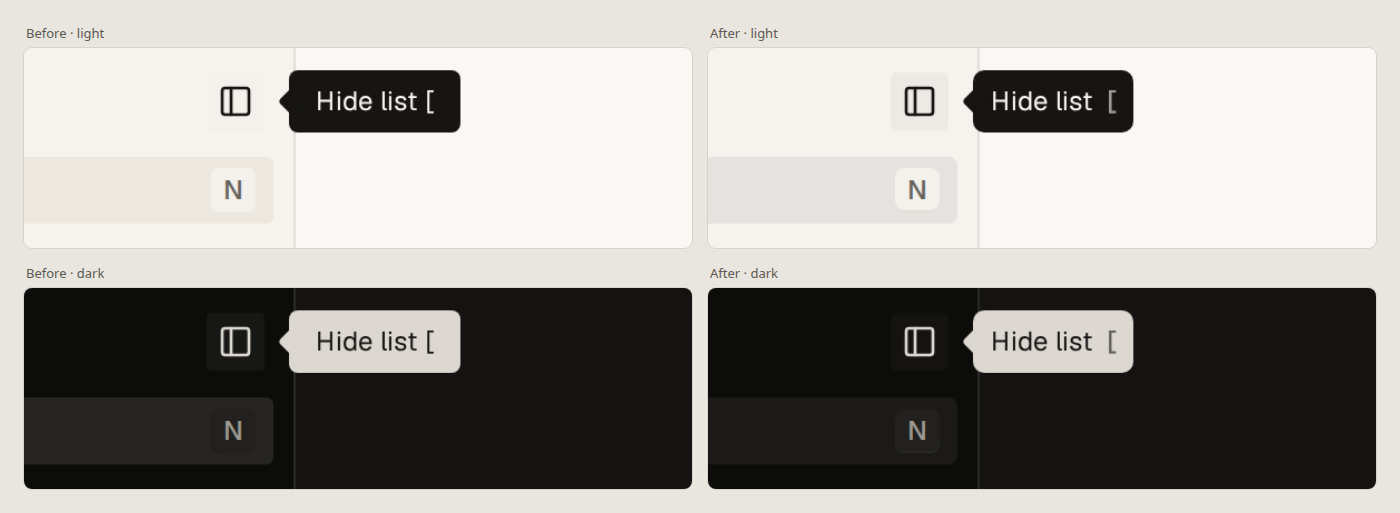 Before · light
After · light
Hide list [
Hide list [
N
N
Before · dark
After · dark
Hide list [
Hide list [
N
N